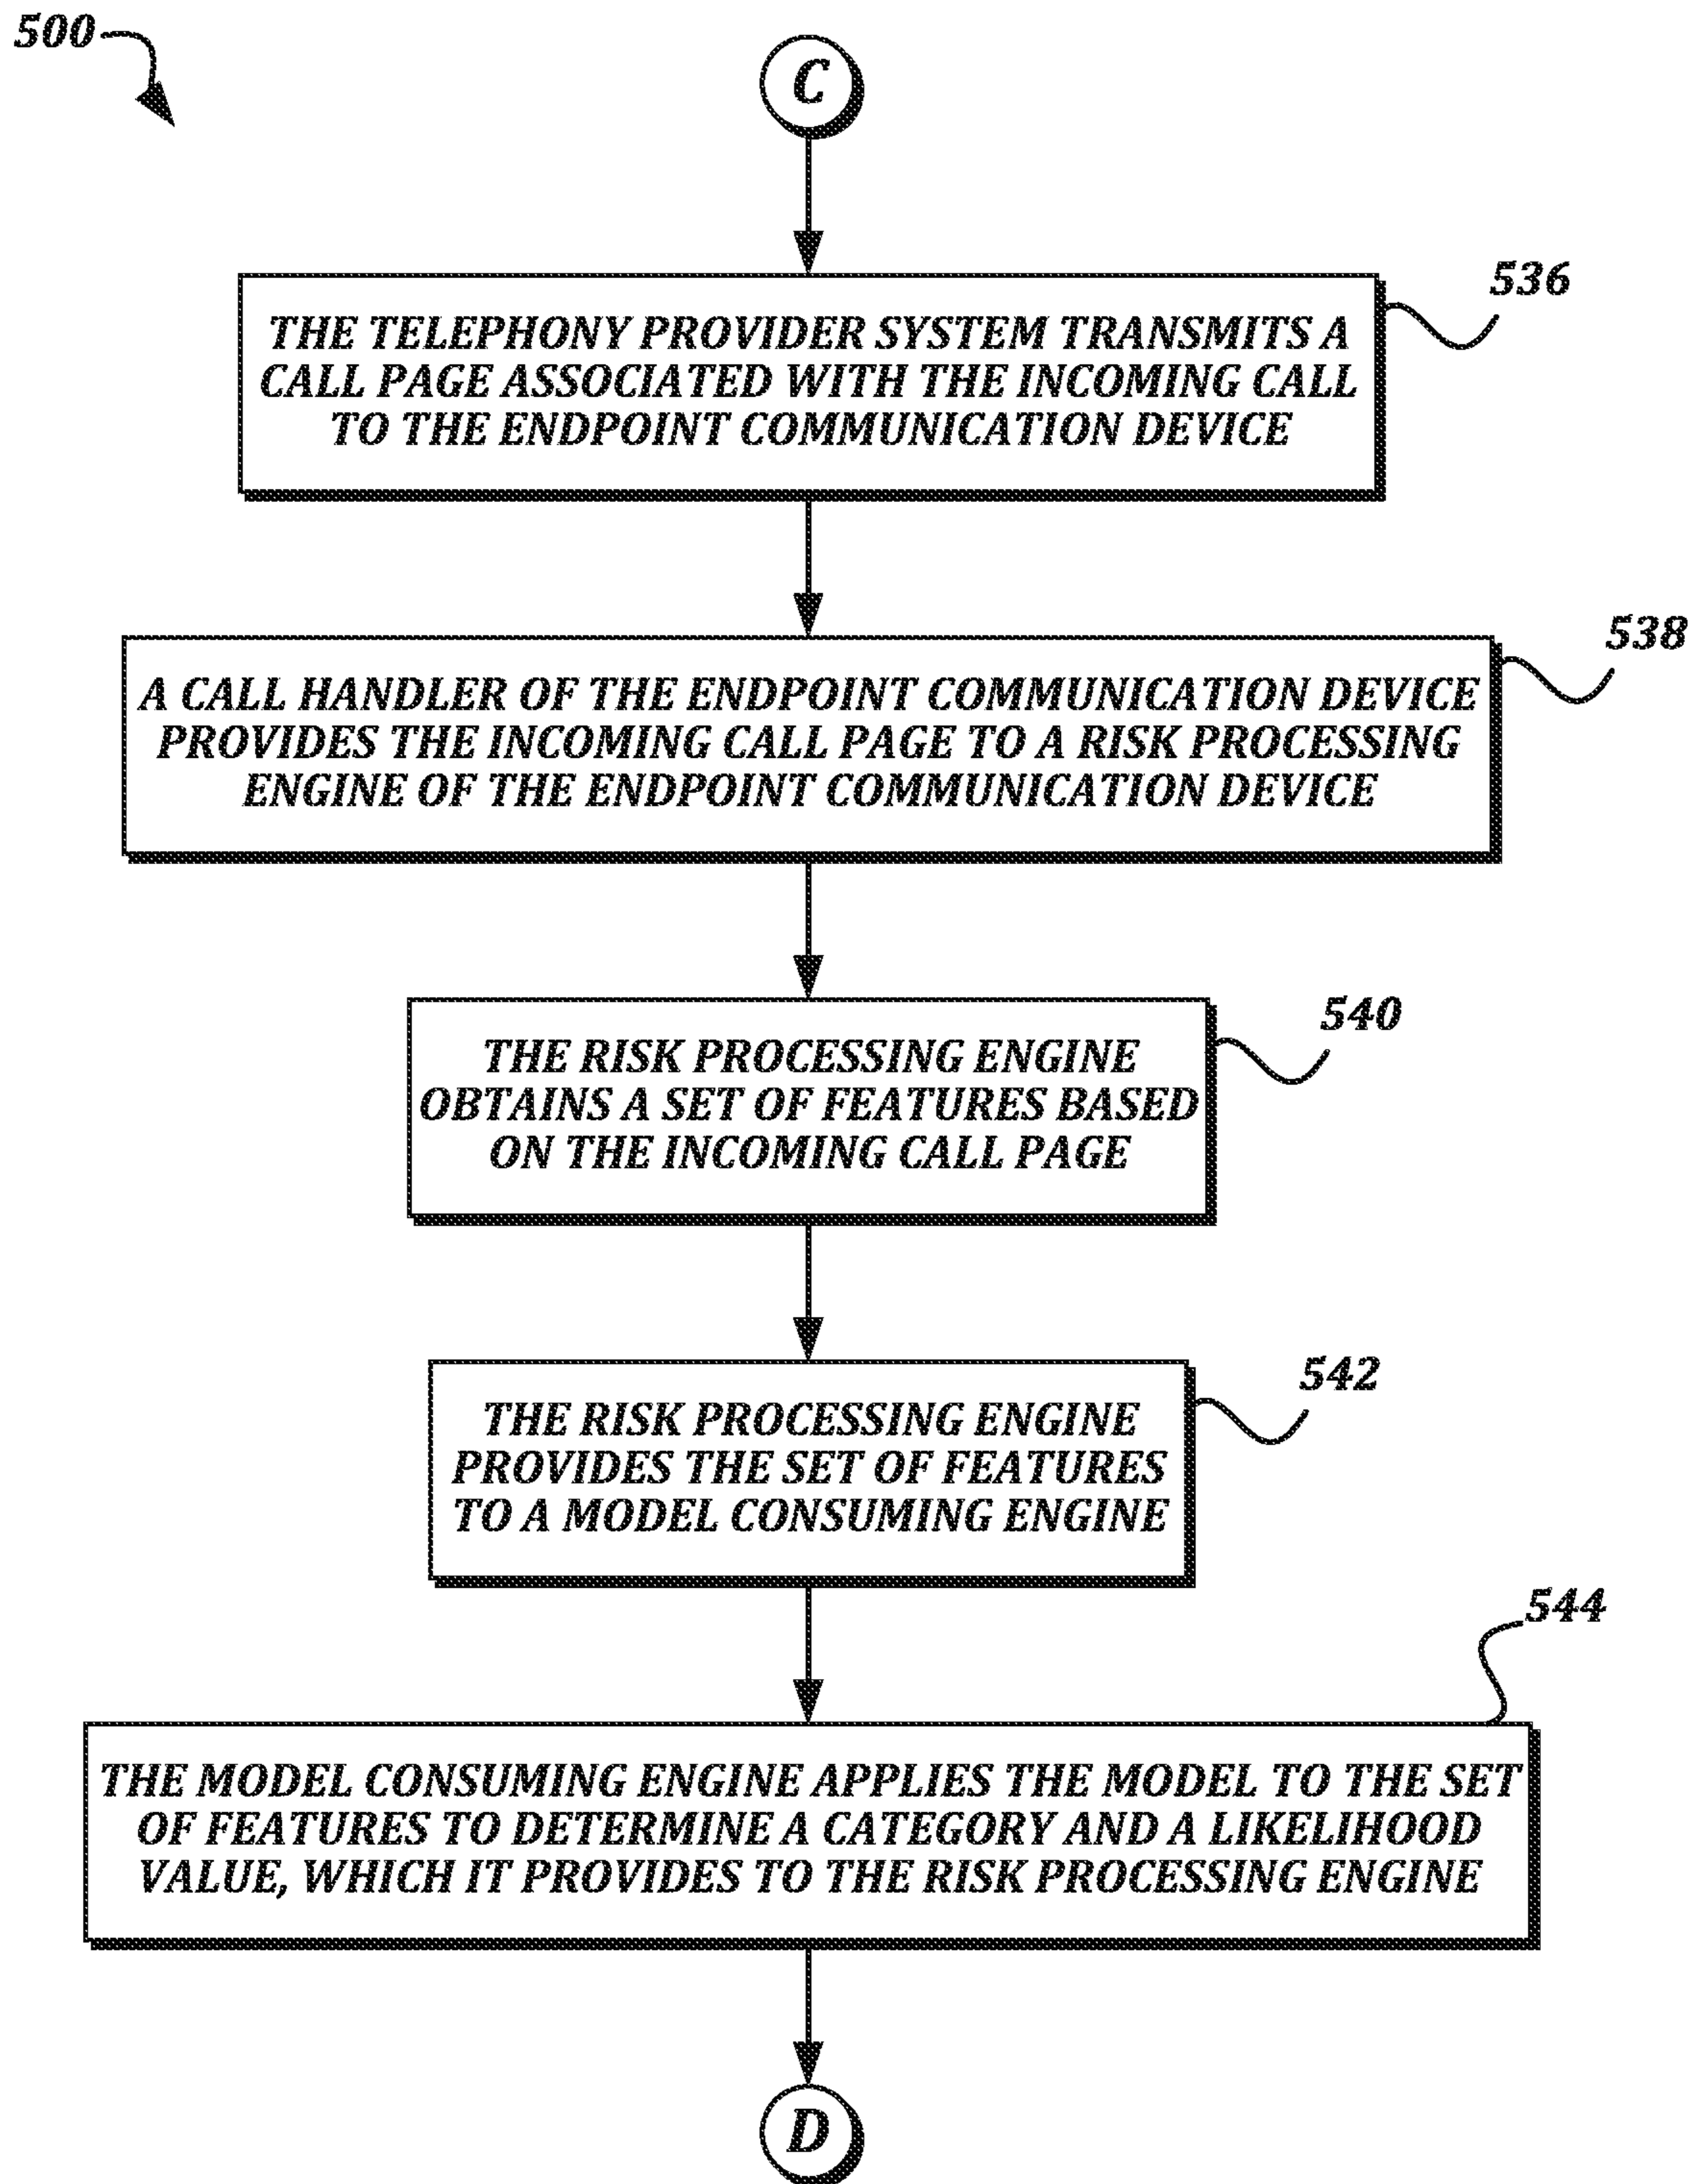 500
C
536
THE TELEPHONY PROVIDER SYSTEM TRANSMITS A
CALL PAGE ASSOCIATED WITH THE INCOMING CALL
TO THE ENDPOINT COMMUNICATION DEVICE
538
A CALL HANDLER OF THE ENDPOINT COMMUNICATION DEVICE
PROVIDES THE INCOMING CALL PAGE TO A RISK PROCESSING
ENGINE OF THE ENDPOINT COMMUNICATION DEVICE
540
THE RISK PROCESSING ENGINE
OBTAINS A SET OF FEATURES BASED
ON THE INCOMING CALL PAGE
542
THE RISK PROCESSING ENGINE
PROVIDES THE SET OF FEATURES
TO A MODEL CONSUMING ENGINE
544
THE MODEL CONSUMING ENGINE APPLIES THE MODEL TO THE SET
OF FEATURES TO DETERMINE A CATEGORY AND A LIKELIHOOD
VALUE, WHICH IT PROVIDES TO THE RISK PROCESSING ENGINE
D